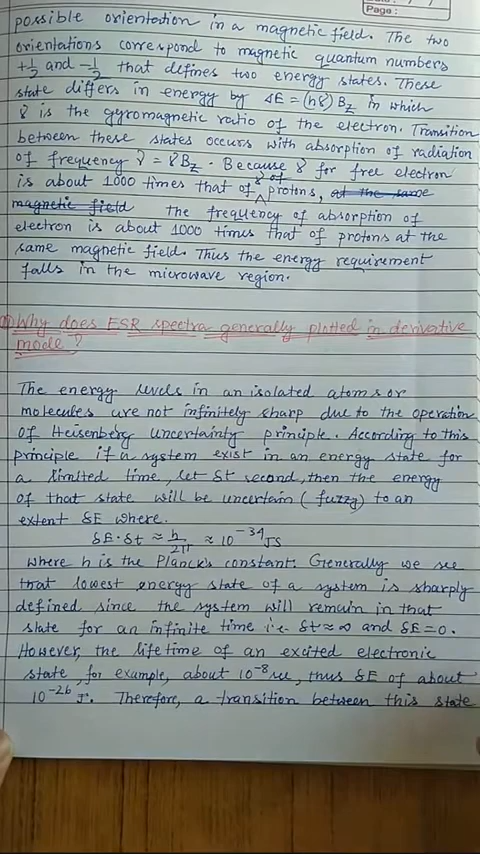 Page :
possible orientation in a magnetic field. The two
orientations correspond to magnetic quantum numbers
+½ and -½ that defines two energy states. These
state differs in energy by ΔE = (hγ) Bz in which
γ is the gyromagnetic ratio of the electron. Transition
between these states occurs with absorption of radiation
of frequency ν = γBz. Because γ for free electron
is about 1000 times that of γ of protons, at the same
magnetic field The frequency of absorption of
electron is about 1000 times that of protons at the
same magnetic field. Thus the energy requirement
falls in the microwave region.
Why does ESR spectra generally plotted in derivative
mode ?
The energy levels in an isolated atoms or
molecules are not infinitely sharp due to the operation
of Heisenberg uncertainty principle. According to this
principle if a system exist in an energy state for
a limited time, let δt second, then the energy
of that state will be uncertain ( fuzzy) to an
extent δE where.
δE·δt ≈ h/2π ≈ 10⁻³⁴JS
where h is the Planck's constant. Generally we see
that lowest energy state of a system is sharply
defined since the system will remain in that
state for an infinite time i.e. δt ≈ ∞ and δE = 0.
However, the lifetime of an excited electronic
state, for example, about 10⁻⁸ sec, thus δE of about
10⁻²⁶ J. Therefore, a transition between this state